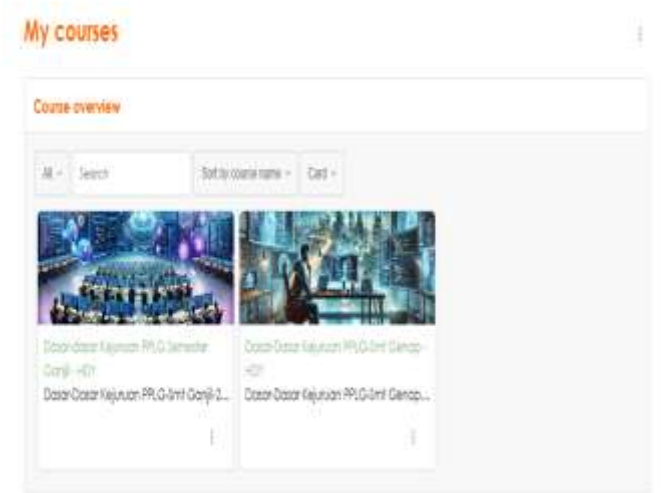 My courses
Course overview
All
Search
Sort by course name
Card
Dasar-dasar Kejuruan PPLG Semester
Ganjil - HDY
Dasar-Dasar Kejuruan PPLG-Smt Ganjil-2...
Dasar-Dasar Kejuruan PPLG-Smt Genap -
HDY
Dasar-Dasar Kejuruan PPLG-Smt Genap...